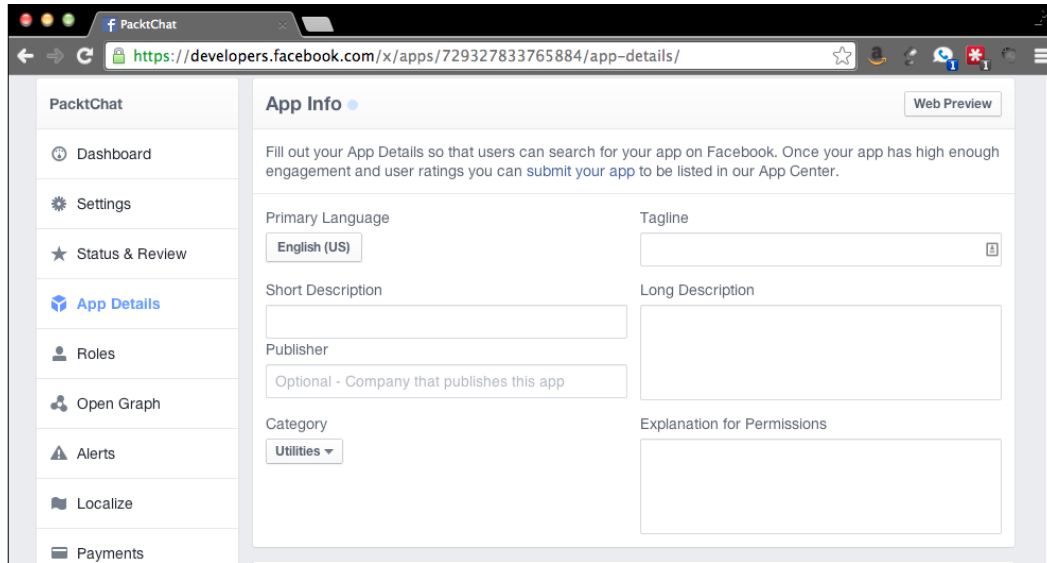 PacktChat
https://developers.facebook.com/x/apps/729327833765884/app-details/
1
1
PacktChat
Dashboard
Settings
Status & Review
App Details
Roles
Open Graph
Alerts
Localize
Payments
App Info
Web Preview
Fill out your App Details so that users can search for your app on Facebook. Once your app has high enough
engagement and user ratings you can submit your app to be listed in our App Center.
Primary Language
English (US)
Tagline
Short Description
Long Description
Publisher
Optional - Company that publishes this app
Category
Utilities
Explanation for Permissions